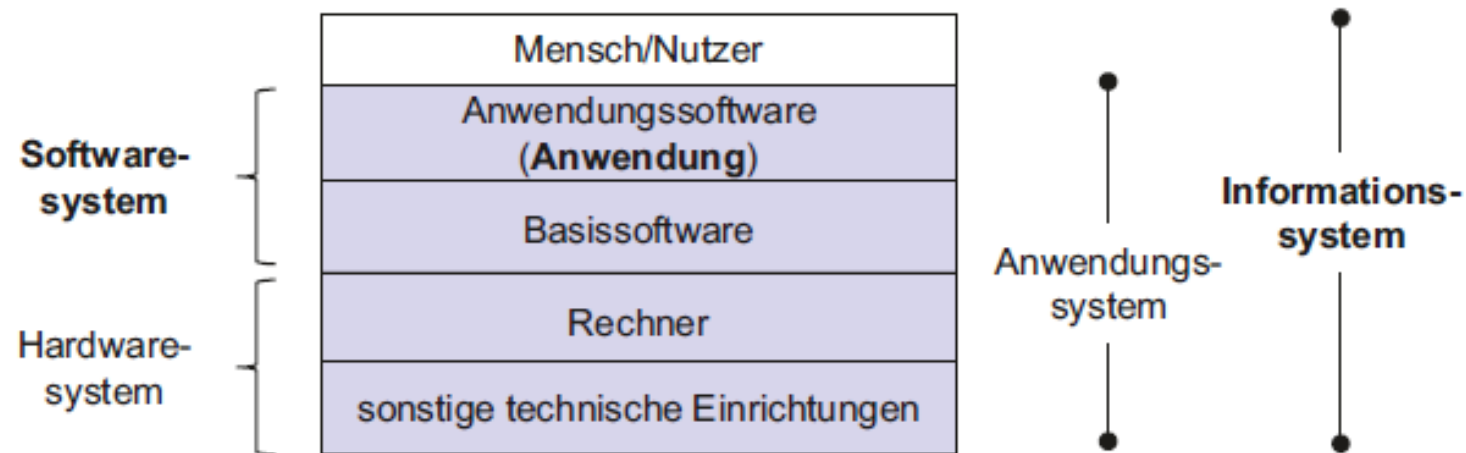 Mensch/Nutzer
Anwendungssoftware
(Anwendung)
Basissoftware
Rechner
sonstige technische Einrichtungen
Software-
system
Hardware-
system
Anwendungs-
system
Informations-
system